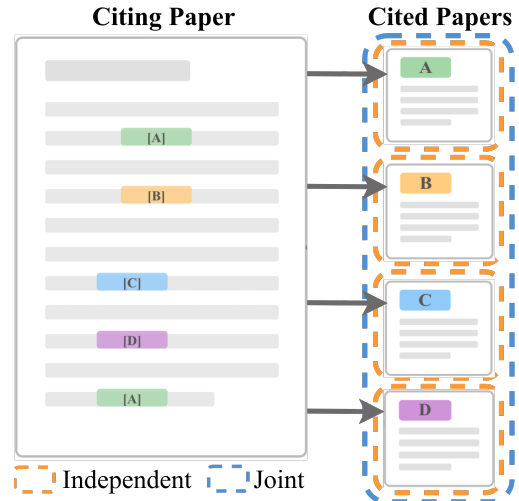 Citing Paper
Cited Papers
[A]
[B]
[C]
[D]
[A]
A
B
C
D
Independent
Joint